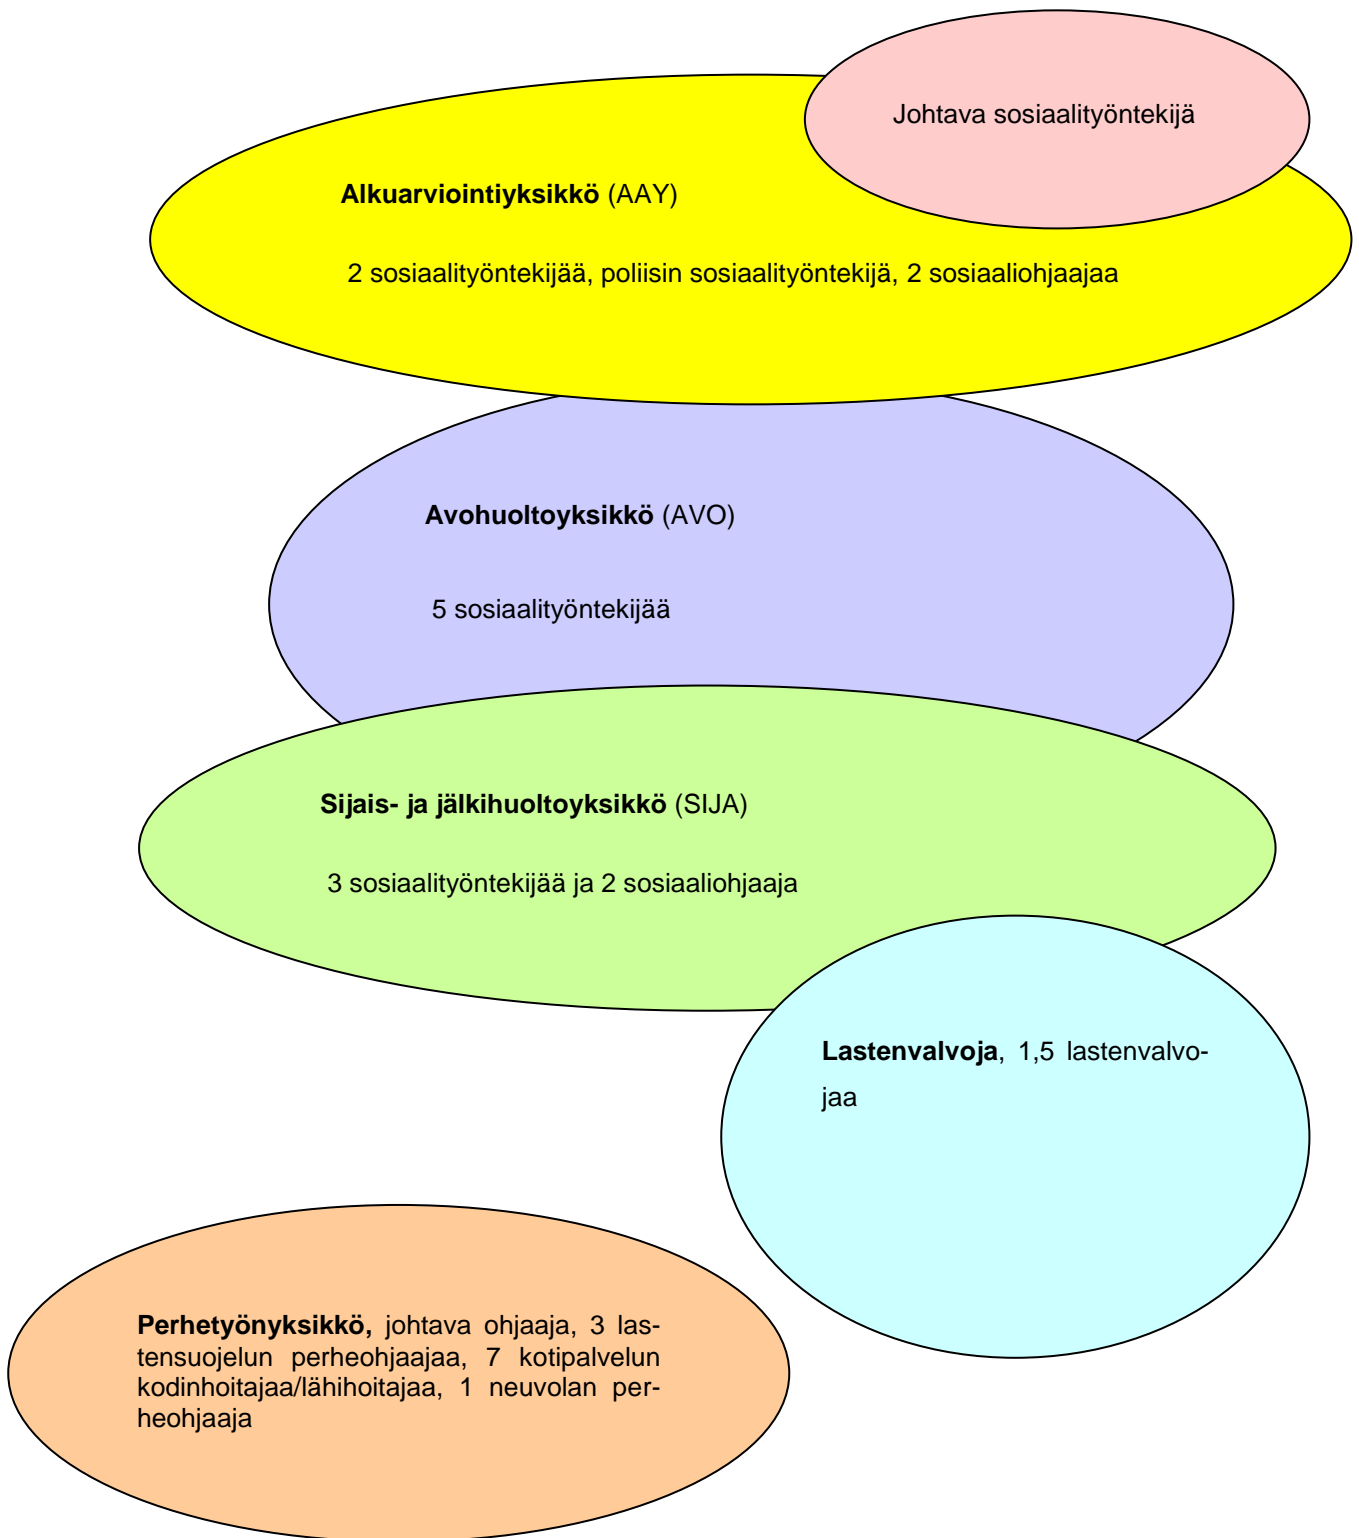 Johtava sosiaalityöntekijä
Alkuarviointiyksikkö (AAY)
2 sosiaalityöntekijää, poliisin sosiaalityöntekijä, 2 sosiaaliohjaajaa
Avohuoltoyksikkö (AVO)
5 sosiaalityöntekijää
Sijais- ja jälkihuoltoyksikkö (SIJA)
3 sosiaalityöntekijää ja 2 sosiaaliohjaaja
Lastenvalvoja, 1,5 lastenvalvo-
jaa
Perhetyönyksikkö, johtava ohjaaja, 3 las-
tensuojelun perheohjaajaa, 7 kotipalvelun
kodinhoitajaa/lähihoitajaa, 1 neuvolan per-
heohjaaja